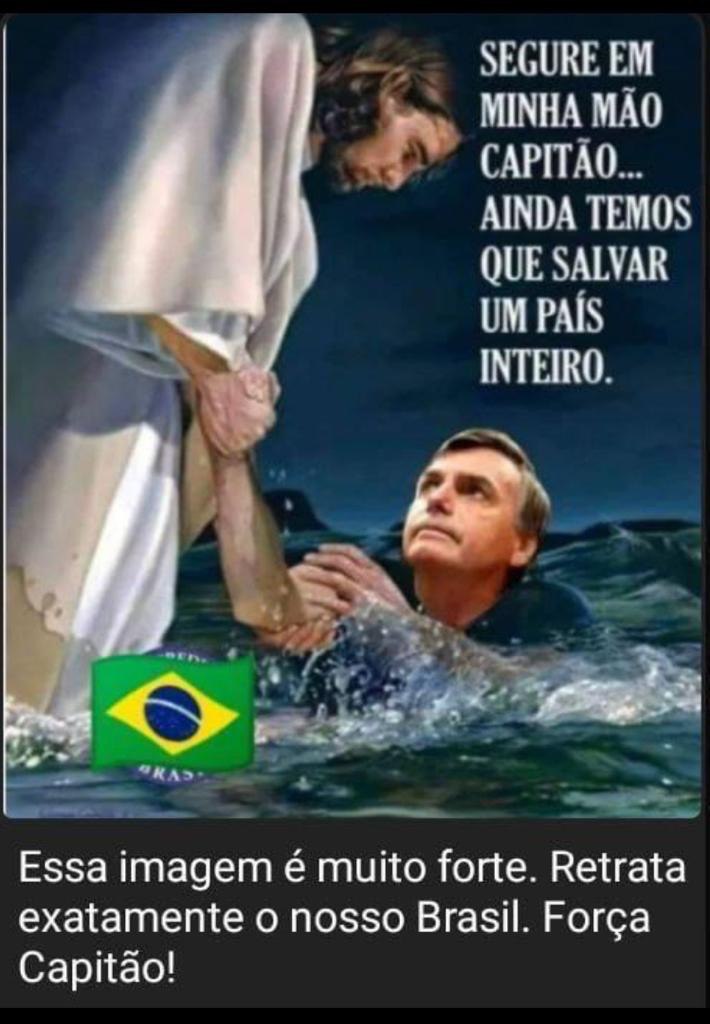 SEGURE EM
MINHA MÃO
CAPITÃO...
AINDA TEMOS
QUE SALVAR
UM PAÍS
INTEIRO.
Essa imagem é muito forte. Retrata
exatamente o nosso Brasil. Força
Capitão!